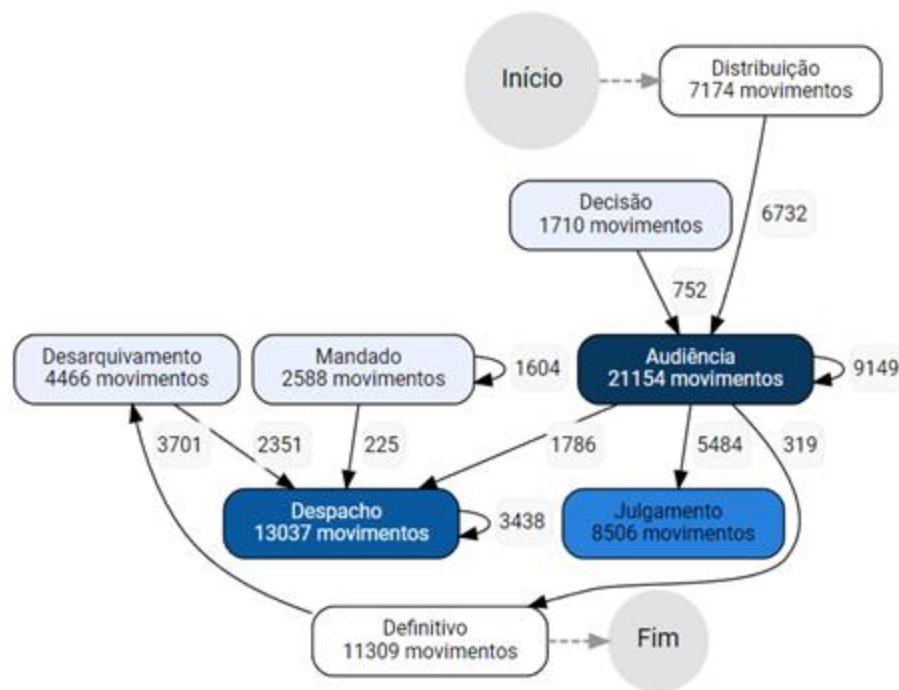 Início
Distribuição
7174 movimentos
6732
Decisão
1710 movimentos
752
Desarquivamento
4466 movimentos
Mandado
2588 movimentos
1604
Audiência
21154 movimentos
9149
3701
2351
225
1786
5484
319
Despacho
13037 movimentos
3438
Julgamento
8506 movimentos
Definitivo
11309 movimentos
Fim